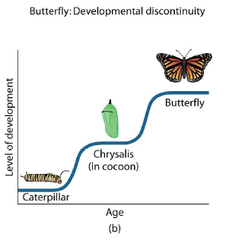 Butterfly: Developmental discontinuity
Level of development
Butterfly
Chrysalis
(in cocoon)
Caterpillar
Age
(b)